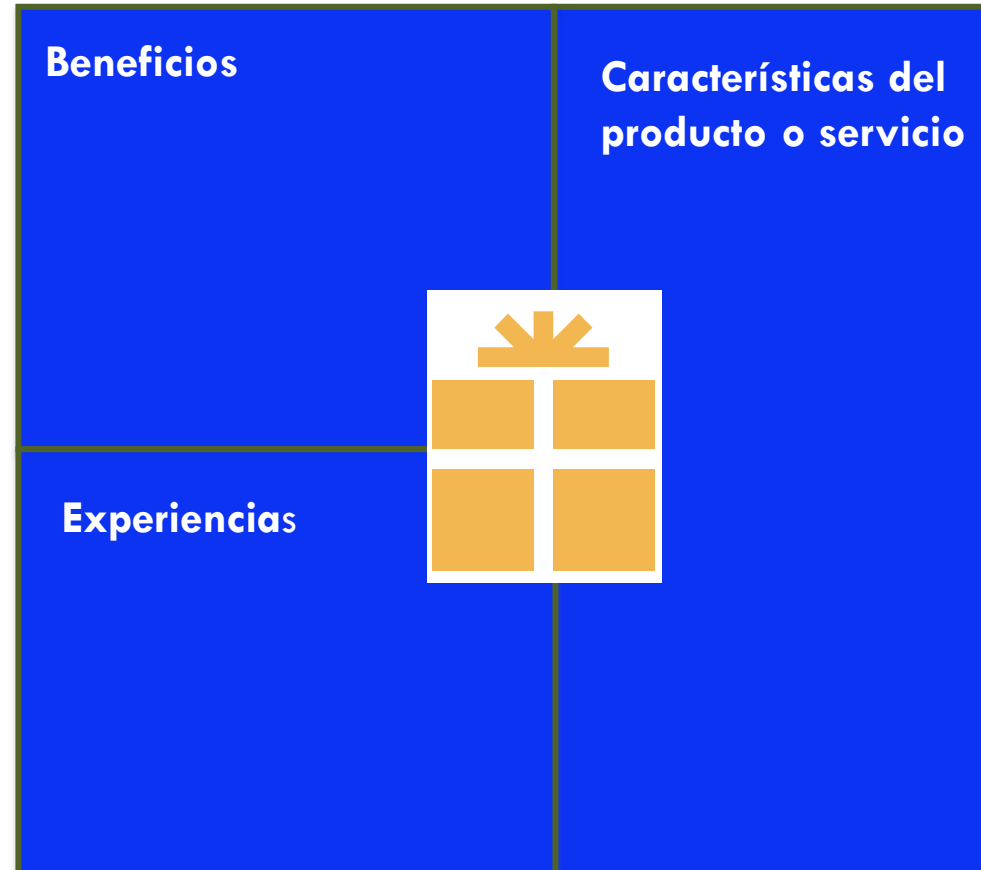 Beneficios
Características del
producto o servicio
Experiencias